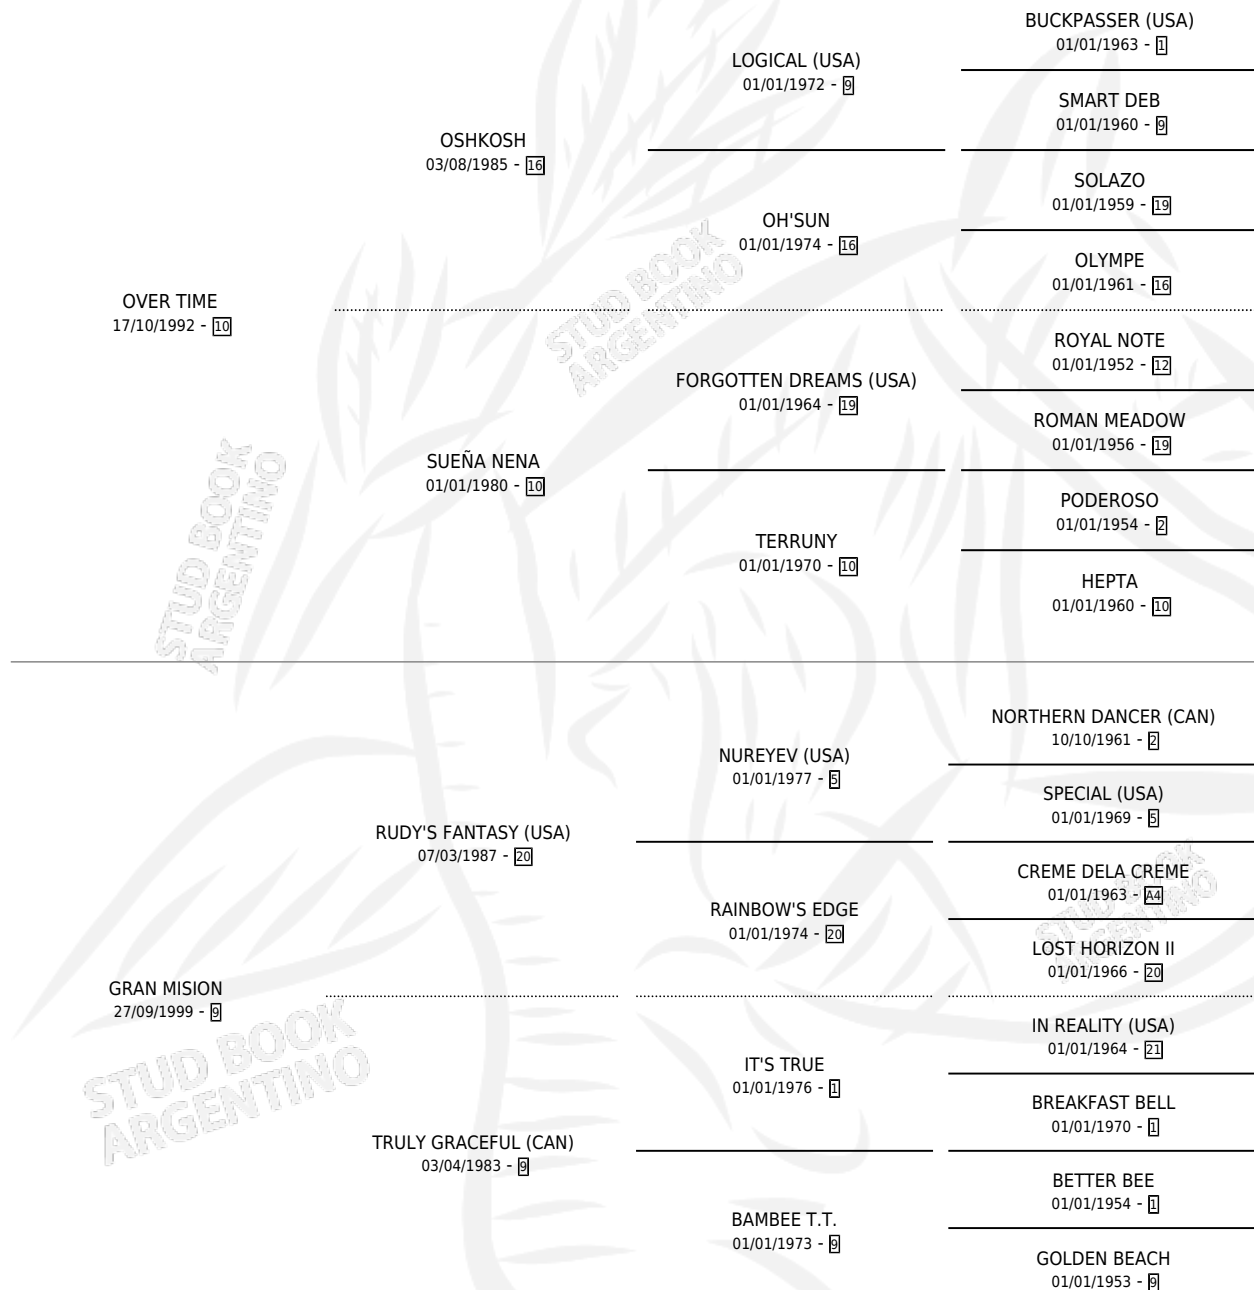 BUCKPASSER (USA)
01/01/1963 - 1
LOGICAL (USA)
01/01/1972 - 9
SMART DEB
01/01/1960 - 9
OSHKOSH
03/08/1985 - 16
SOLAZO
01/01/1959 - 19
OH'SUN
01/01/1974 - 16
OLYMPE
01/01/1961 - 16
OVER TIME
17/10/1992 - 10
ROYAL NOTE
01/01/1952 - 12
FORGOTTEN DREAMS (USA)
01/01/1964 - 19
ROMAN MEADOW
01/01/1956 - 19
SUEÑA NENA
01/01/1980 - 10
PODEROSO
01/01/1954 - 2
TERRUNY
01/01/1970 - 10
HEPTA
01/01/1960 - 10
NORTHERN DANCER (CAN)
10/10/1961 - 2
NUREYEV (USA)
01/01/1977 - 5
SPECIAL (USA)
01/01/1969 - 5
RUDY'S FANTASY (USA)
07/03/1987 - 20
CREME DELA CREME
01/01/1963 - A4
RAINBOW'S EDGE
01/01/1974 - 20
LOST HORIZON II
01/01/1966 - 20
GRAN MISION
27/09/1999 - 9
IN REALITY (USA)
01/01/1964 - 21
IT'S TRUE
01/01/1976 - 1
BREAKFAST BELL
01/01/1970 - 1
TRULY GRACEFUL (CAN)
03/04/1983 - 9
BETTER BEE
01/01/1954 - 1
BAMBEE T.T.
01/01/1973 - 9
GOLDEN BEACH
01/01/1953 - 9
STUD BOOK
ARGENTINO
STUD BOOK
ARGENTINO
STUD BOOK
ARGENTINO
STUD BOOK
ARGENTINO